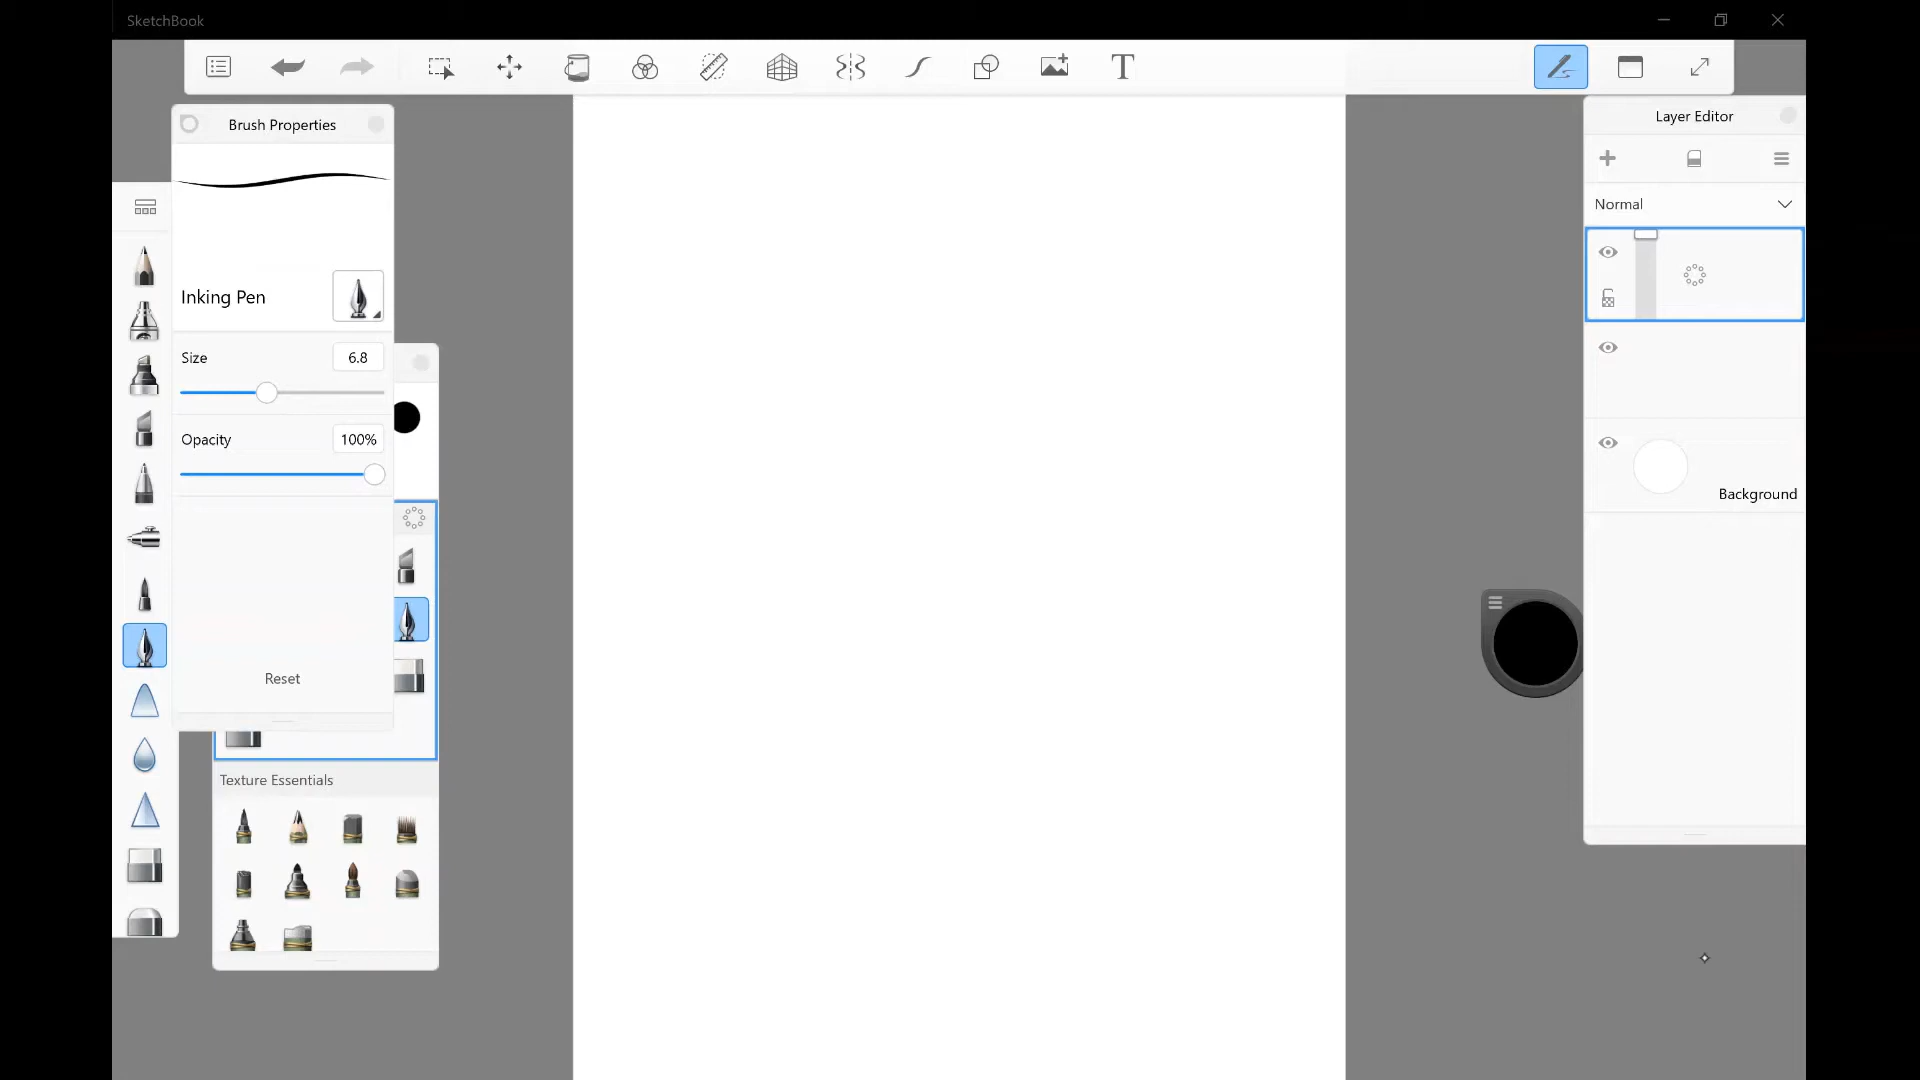 SketchBook
T
Brush Properties
Inking Pen
Size
6.8
Opacity
100%
Reset
Texture Essentials
Layer Editor
Normal
Background